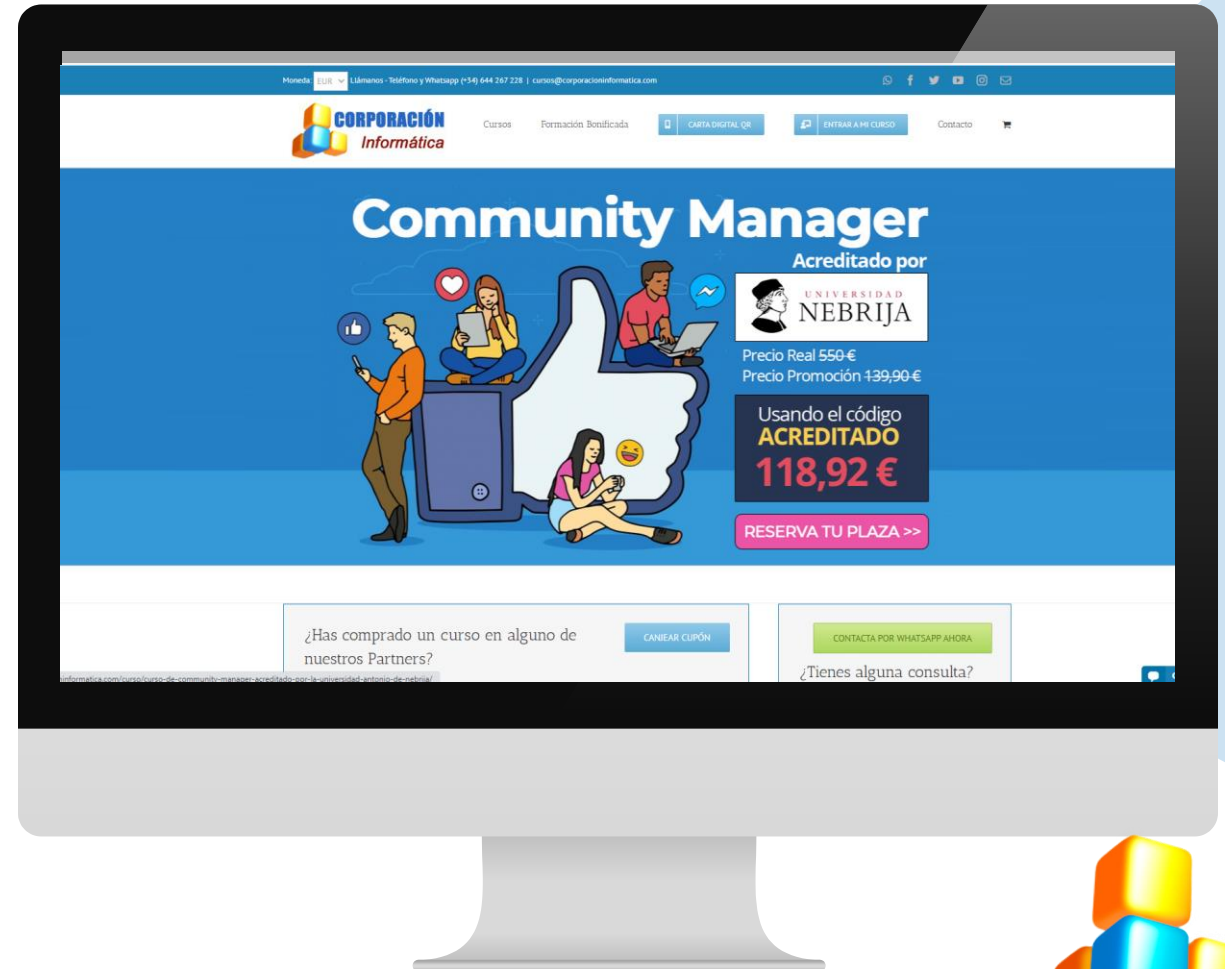 Moneda: EUR Llámanos - Teléfono y Whatsapp (+34) 644 267 228 | cursos@corporacioninformatica.com
CORPORACIÓN
Informática
Cursos
Formación Bonificada
CARTA DIGITAL QR
ENTRAR A MI CURSO
Contacto
Community Manager
Acreditado por
UNIVERSIDAD
NEBRIJA
Precio Real 550 €
Precio Promoción 139,90 €
Usando el código
ACREDITADO
118,92 €
RESERVA TU PLAZA >>
¿Has comprado un curso en alguno de
nuestros Partners?
CANJEAR CUPÓN
CONTACTA POR WHATSAPP AHORA
¿Tienes alguna consulta?
informatica.com/curso/curso-de-community-manager-acreditado-por-la-universidad-antonio-de-nebrija/